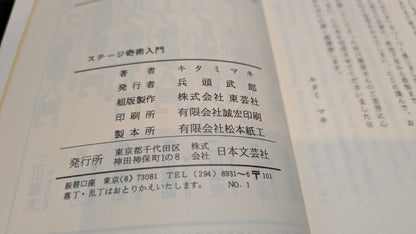 ステージ奇術入門
著者 キタミマキ
発行者 兵頭武郎
組版製作 株式会社 東芸社
印刷所 有限会社誠宏印刷
製本所 有限会社松本紙工
発行所 東京都千代田区神田神保町1の8 株式会社 日本文芸社
振替口座 東京(8)73081 TEL(294)8931〜6 〒101
落丁・乱丁はおとりかえいたします。 NO.1
キタミ マキ